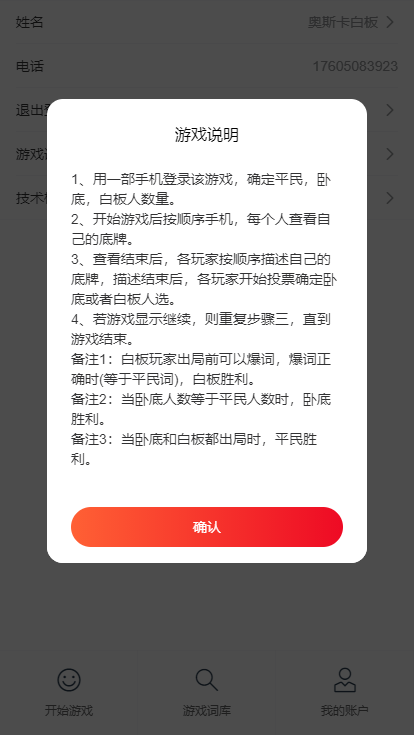 姓名 奥斯卡白板
电话 17605083923
退出
游戏说明
游戏
1、用一部手机登录该游戏，确定平民，卧
底，白板人数量。
技术
2、开始游戏后按顺序手机，每个人查看自
己的底牌。
3、查看结束后，各玩家按顺序描述自己的
底牌，描述结束后，各玩家开始投票确定卧
底或者白板人选。
4、若游戏显示继续，则重复步骤三，直到
游戏结束。
备注1：白板玩家出局前可以爆词，爆词正
确时(等于平民词)，白板胜利。
备注2：当卧底人数等于平民人数时，卧底
胜利。
备注3：当卧底和白板都出局时，平民胜
利。
确认
开始游戏 游戏词库 我的账户